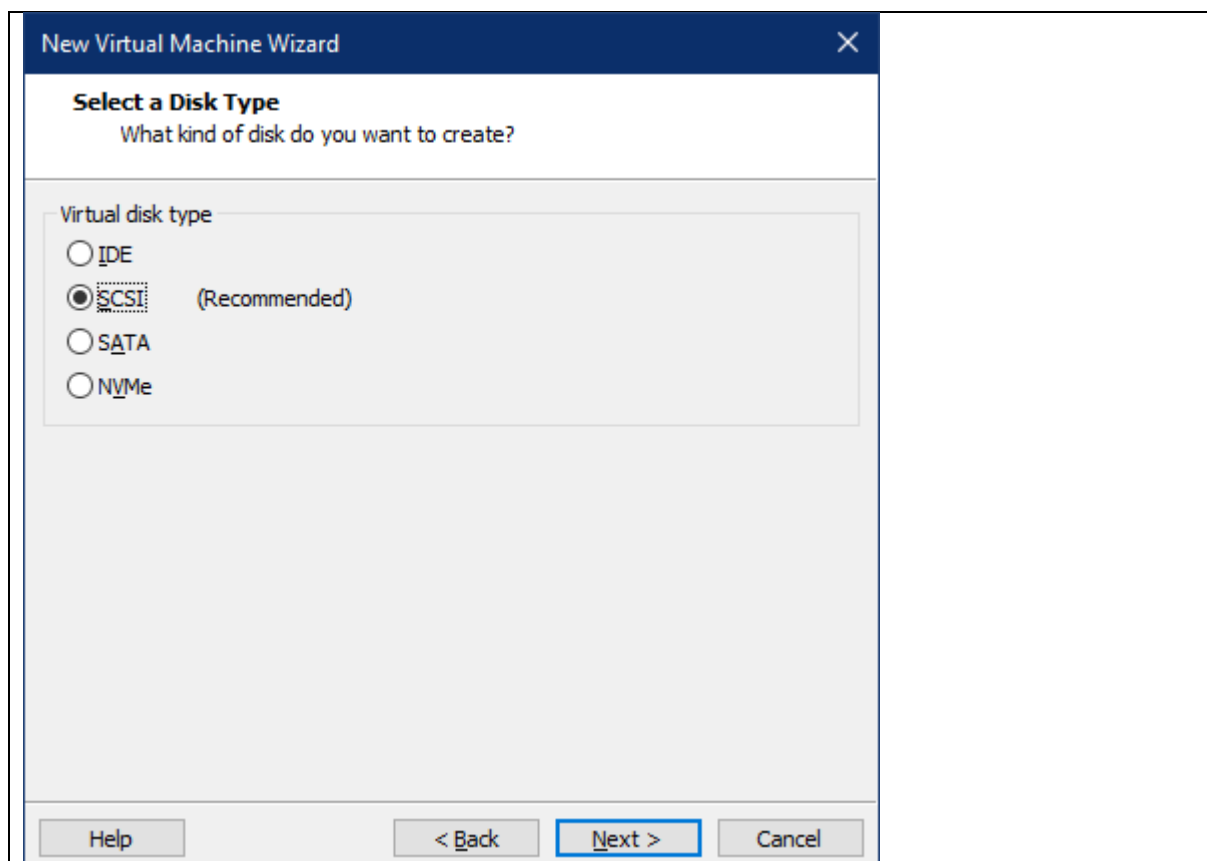 New Virtual Machine Wizard
Select a Disk Type
What kind of disk do you want to create?
Virtual disk type
IDE
SCSI (Recommended)
SATA
NVMe
Help < Back Next > Cancel